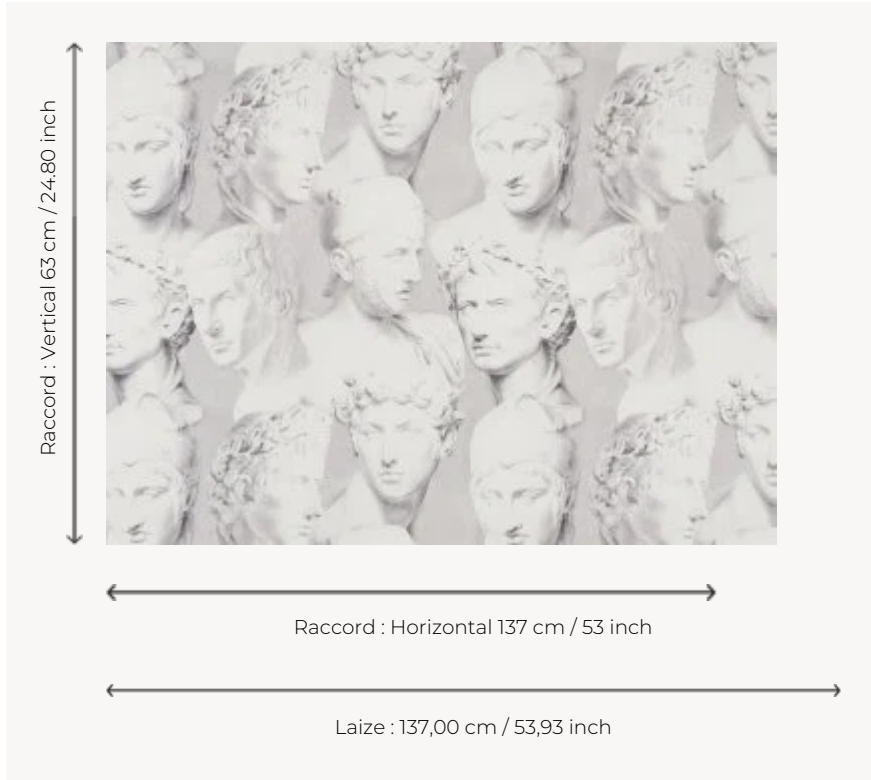 Raccord : Vertical 63 cm / 24.80 inch
Raccord : Horizontal 137 cm / 53 inch
Laize : 137,00 cm / 53,93 inch